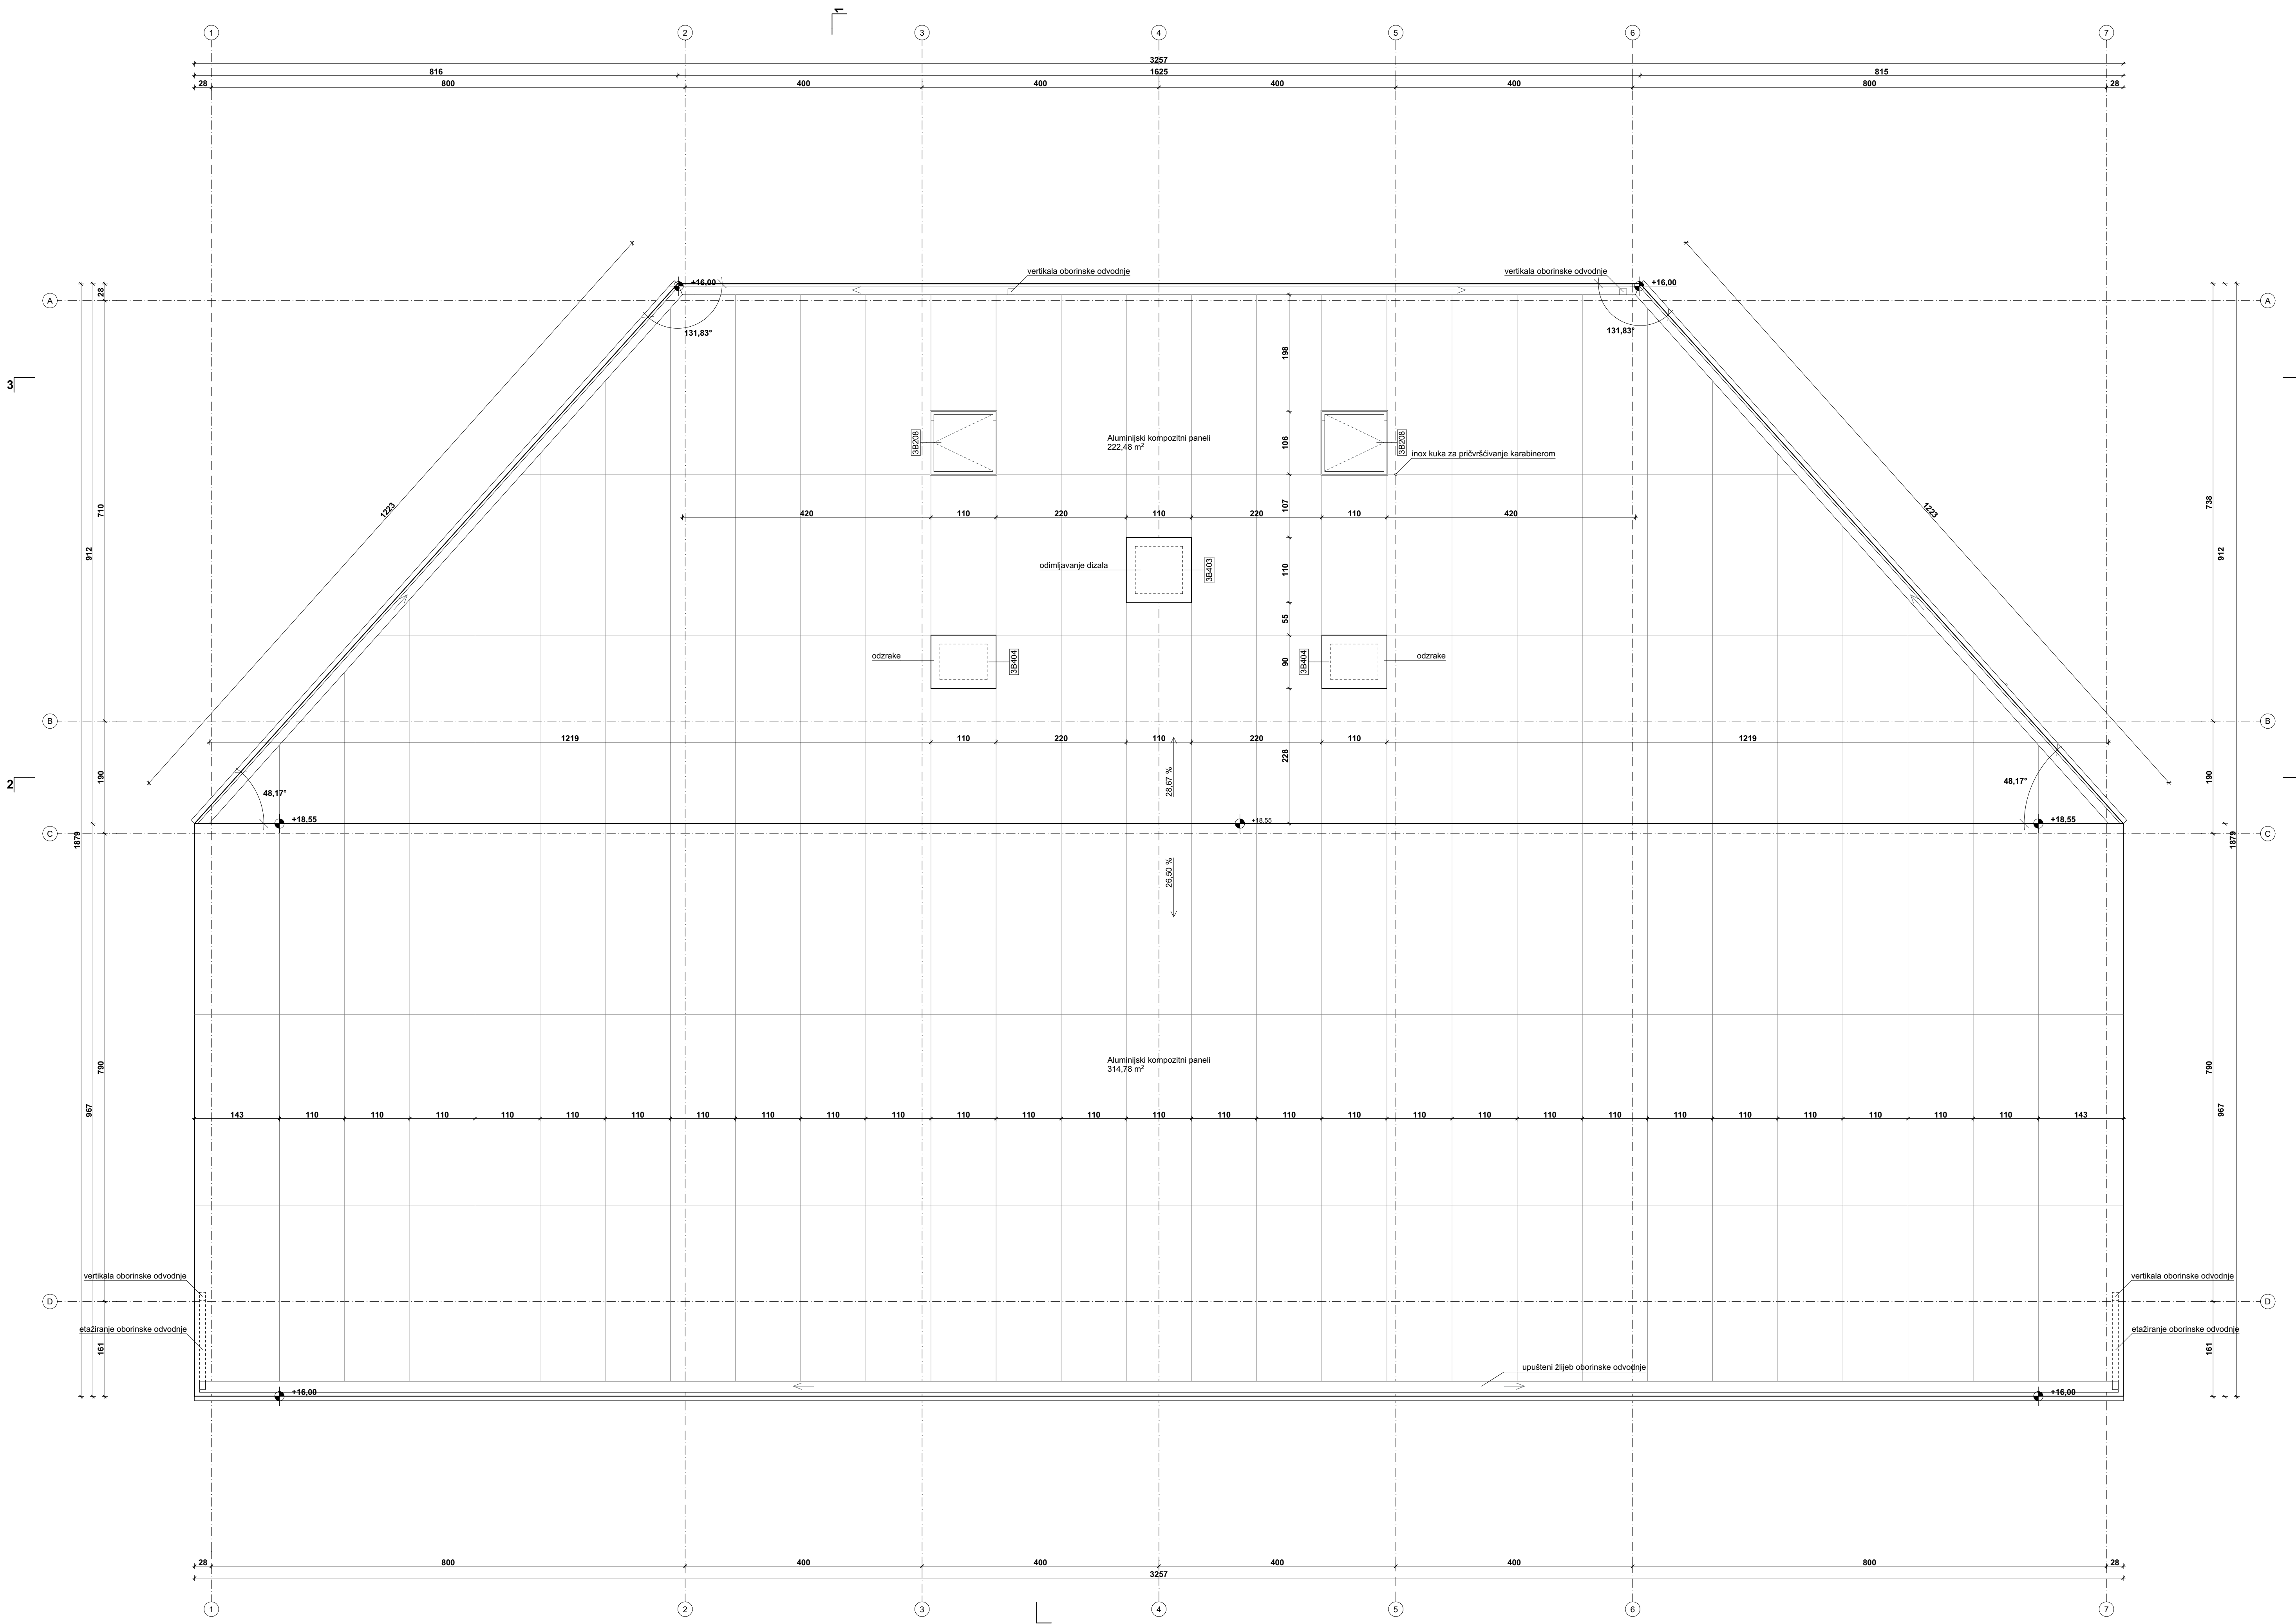 1
1 2 3 4 5 6 7
3257
816 1625 815
28 800 400 400 400 400 800 28
vertikala oborinske odvodnje vertikala oborinske odvodnje
+16,00 +16,00
A 28 A
131,83° 131,83°
198
3
3B208 3B208
Aluminijski kompozitni paneli
222,48 m²
106
inox kuka za pričvršćivanje karabinerom
1223 710 107 738 1223
420 110 220 110 220 110 420
912 912
odimljavanje dizala 3B403 110
55
odzrake 3B404 90 3B404 odzrake
B B
1219 110 220 110 220 110 1219
228
190 28,67 % 190
2
48,17° 48,17°
+18,55 +18,55 +18,55
C C
1879 1879
26,50 %
Aluminijski kompozitni paneli
314,78 m²
790 790
967 967
143 110 110 110 110 110 110 110 110 110 110 110 110 110 110 110 110 110 110 110 110 110 110 110 110 110 110 110 143
vertikala oborinske odvodnje vertikala oborinske odvodnje
D D
etažiranje oborinske odvodnje etažiranje oborinske odvodnje
161 161
upušteni žlijeb oborinske odvodnje
+16,00 +16,00
28 800 400 400 400 400 800 28
3257
1 2 3 4 5 6 7